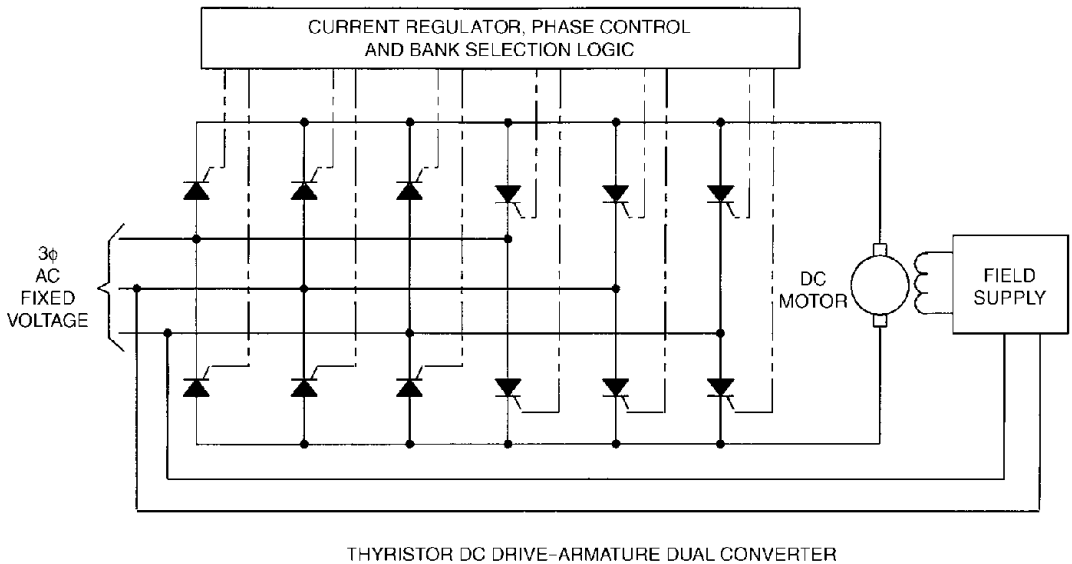 CURRENT REGULATOR, PHASE CONTROL
AND BANK SELECTION LOGIC
3ϕ
AC
FIXED
VOLTAGE
DC
MOTOR
FIELD
SUPPLY
THYRISTOR DC DRIVE–ARMATURE DUAL CONVERTER